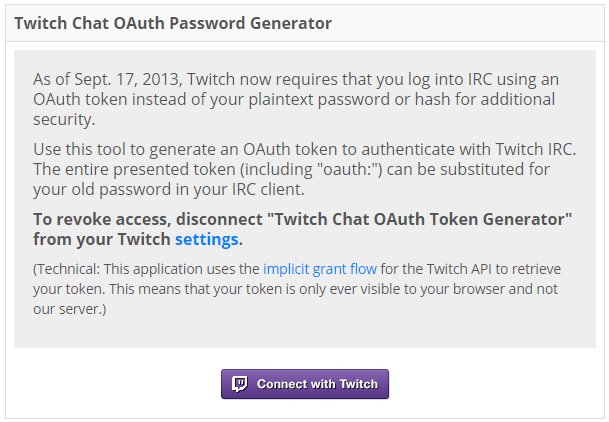 Twitch Chat OAuth Password Generator
As of Sept. 17, 2013, Twitch now requires that you log into IRC using an
OAuth token instead of your plaintext password or hash for additional
security.
Use this tool to generate an OAuth token to authenticate with Twitch IRC.
The entire presented token (including "oauth:") can be substituted for
your old password in your IRC client.
To revoke access, disconnect "Twitch Chat OAuth Token Generator"
from your Twitch settings.
(Technical: This application uses the implicit grant flow for the Twitch API to retrieve
your token. This means that your token is only ever visible to your browser and not
our server.)
Connect with Twitch